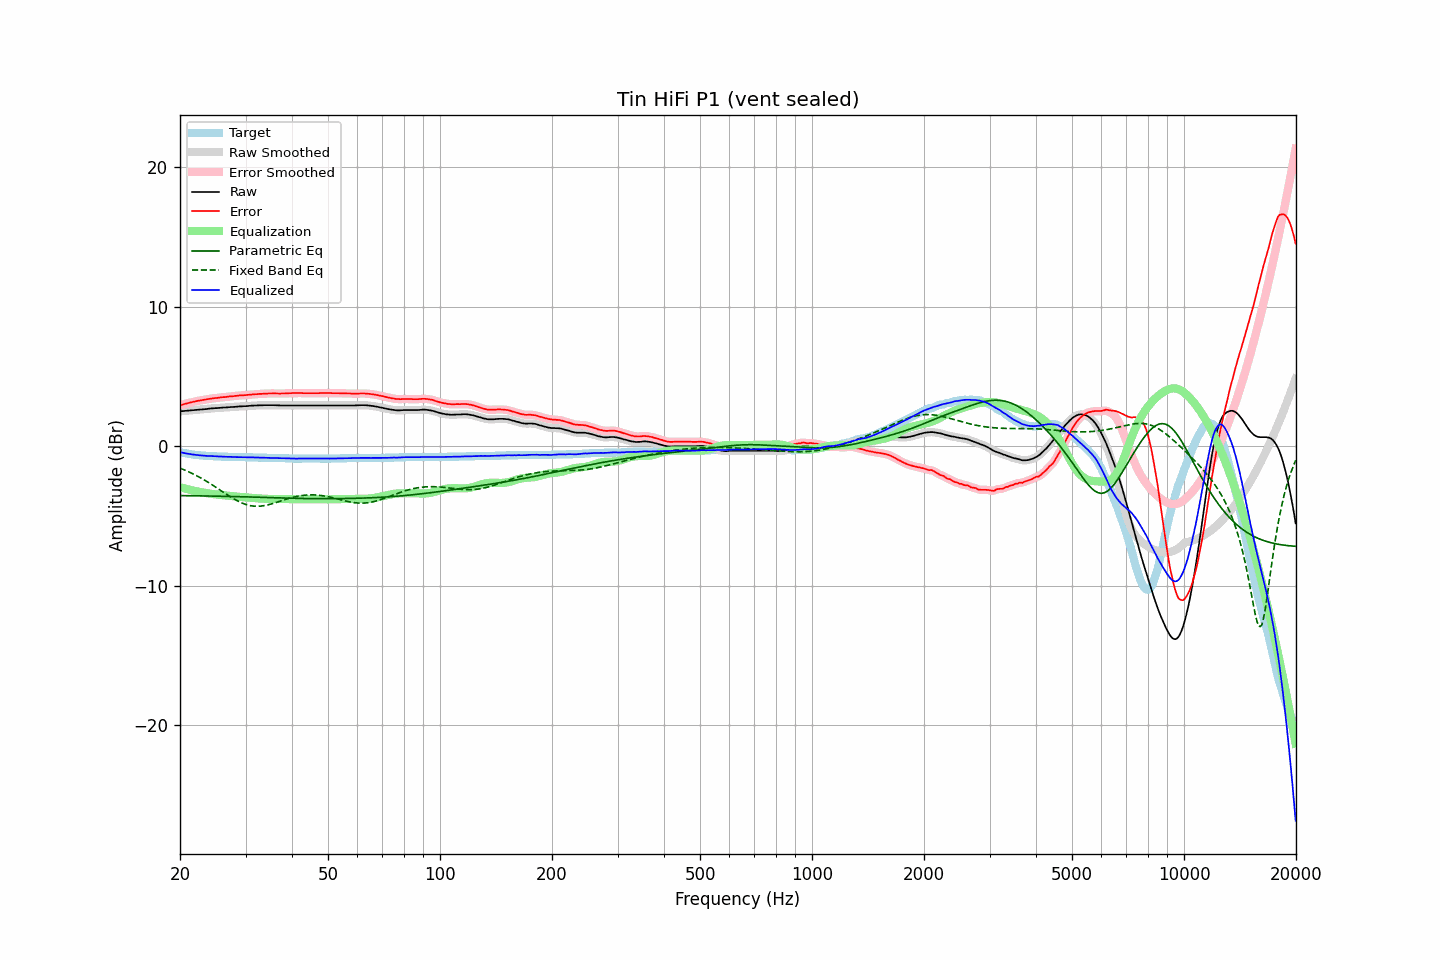 Tin HiFi P1 (vent sealed)
Target
Raw Smoothed
Error Smoothed
Raw
Error
Equalization
Parametric Eq
Fixed Band Eq
Equalized
20
10
0
−10
−20
Amplitude (dBr)
20
50
100
200
500
1000
2000
5000
10000
20000
Frequency (Hz)